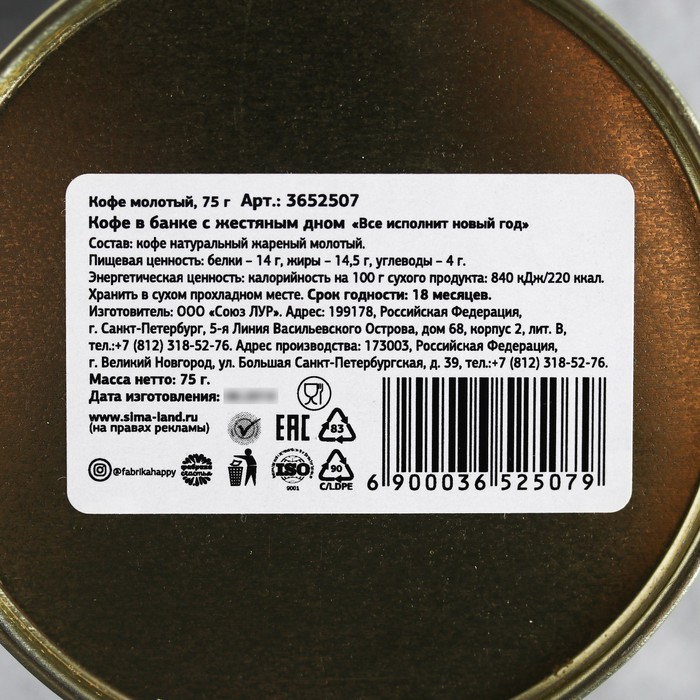 Кофе молотый, 75 г Арт.: 3652507
Кофе в банке с жестяным дном «Все исполнит новый год»
Состав: кофе натуральный жареный молотый.
Пищевая ценность: белки – 14 г, жиры – 14,5 г, углеводы – 4 г.
Энергетическая ценность: калорийность на 100 г сухого продукта: 840 кДж/220 ккал.
Хранить в сухом прохладном месте. Срок годности: 18 месяцев.
Изготовитель: ООО «Союз ЛУР». Адрес: 199178, Российская Федерация,
г. Санкт-Петербург, 5-я Линия Васильевского Острова, дом 68, корпус 2, лит. В,
тел.:+7 (812) 318-52-76. Адрес производства: 173003, Российская Федерация,
г. Великий Новгород, ул. Большая Санкт-Петербургская, д. 39, тел.:+7 (812) 318-52-76.
Масса нетто: 75 г.
Дата изготовления:
www.sima-land.ru
(на правах рекламы)
EAC
83
@fabrikahappy
фабрика счастья
ISO
9001
90
C/LDPE
6 900036 525079